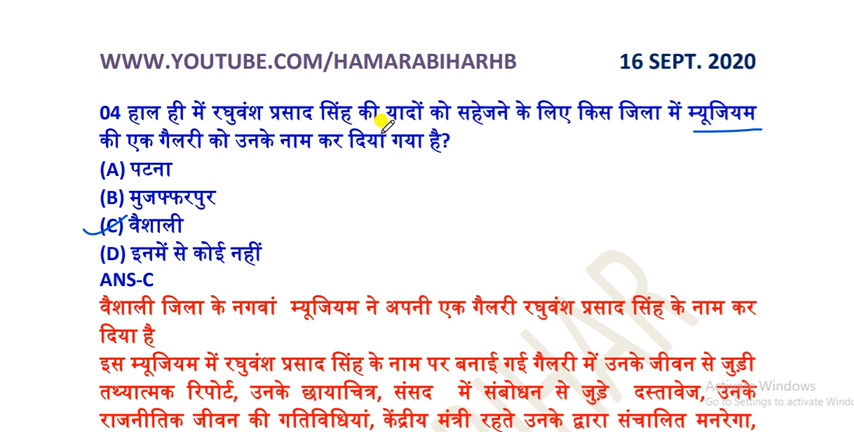 WWW.YOUTUBE.COM/HAMARABIHARHB 16 SEPT. 2020
04 हाल ही में रघुवंश प्रसाद सिंह की यादों को सहेजने के लिए किस जिला में म्यूजियम
की एक गैलरी को उनके नाम कर दिया गया है?
(A) पटना
(B) मुजफ्फरपुर
(C) वैशाली
(D) इनमें से कोई नहीं
ANS-C
वैशाली जिला के नगवां म्यूजियम ने अपनी एक गैलरी रघुवंश प्रसाद सिंह के नाम कर
दिया है
इस म्यूजियम में रघुवंश प्रसाद सिंह के नाम पर बनाई गई गैलरी में उनके जीवन से जुड़ी
तथ्यात्मक रिपोर्ट, उनके छायाचित्र, संसद में संबोधन से जुड़े दस्तावेज, उनके
राजनीतिक जीवन की गतिविधियां, केंद्रीय मंत्री रहते उनके द्वारा संचालित मनरेगा,
Activate Windows
Go to Settings to activate Wind